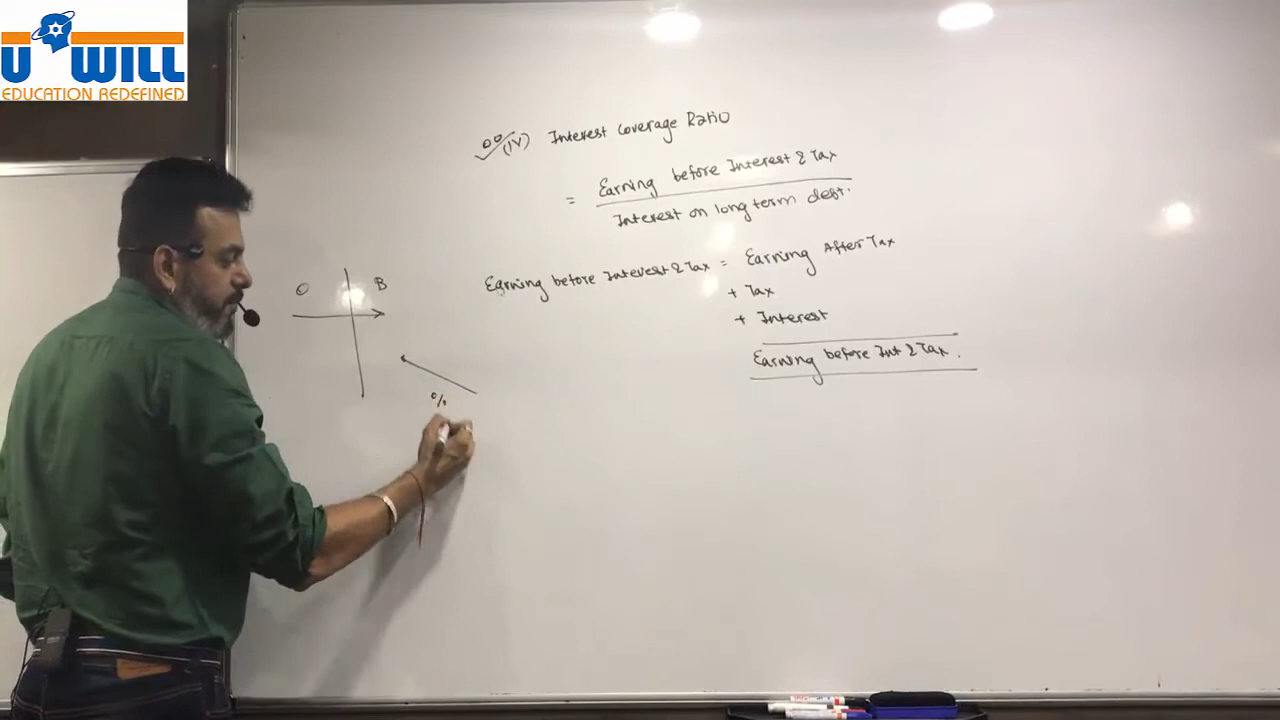 U WILL
EDUCATION REDEFINED
(IV) Interest Coverage Ratio
= Earning before Interest & Tax
Interest on long term debt.
Earning before Interest & Tax = Earning After Tax
+ Tax
+ Interest
Earning before Int & Tax.
O B
%